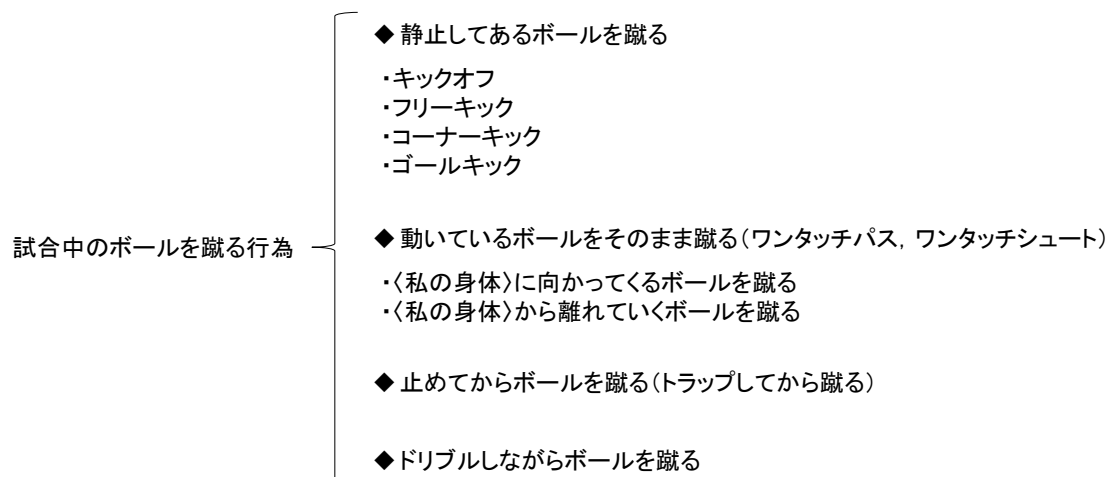 ◆ 静止してあるボールを蹴る
・キックオフ
・フリーキック
・コーナーキック
・ゴールキック
試合中のボールを蹴る行為
◆ 動いているボールをそのまま蹴る（ワンタッチパス，ワンタッチシュート）
・〈私の身体〉に向かってくるボールを蹴る
・〈私の身体〉から離れていくボールを蹴る
◆ 止めてからボールを蹴る（トラップしてから蹴る）
◆ドリブルしながらボールを蹴る